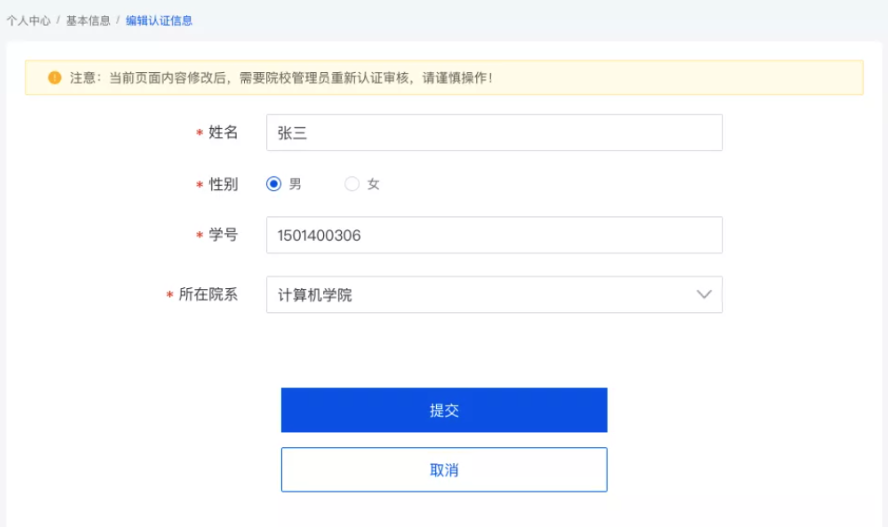 个人中心 / 基本信息 / 编辑认证信息
注意：当前页面内容修改后，需要院校管理员重新认证审核，请谨慎操作！
* 姓名 张三
* 性别 男 女
* 学号 1501400306
* 所在院系 计算机学院
提交
取消